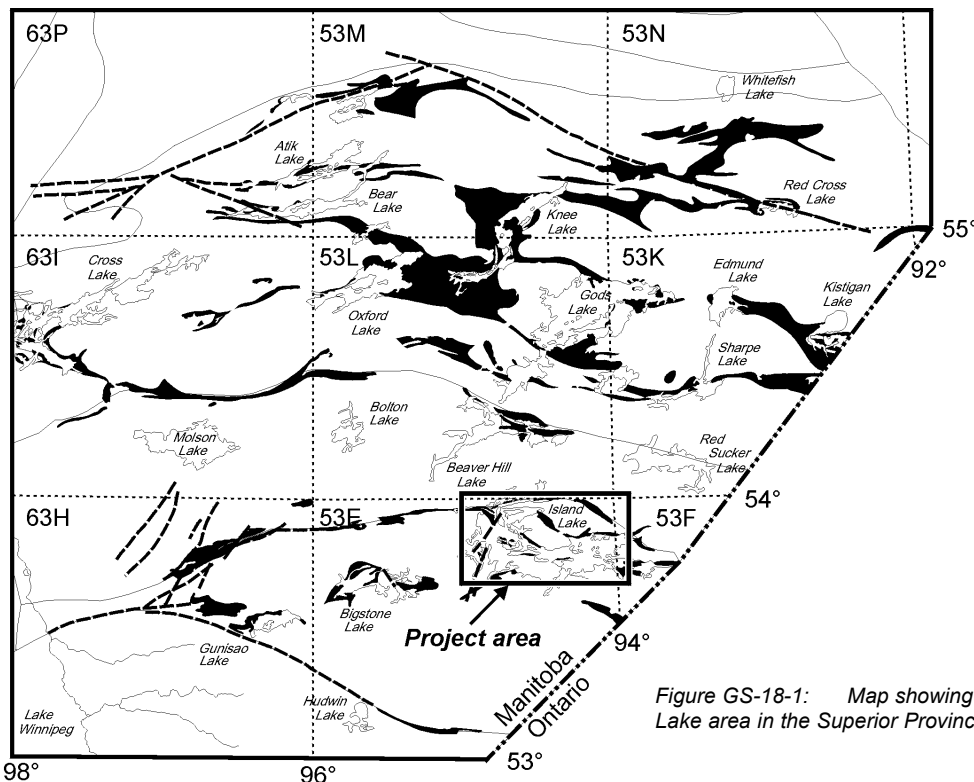 63P
53M
53N
Whitefish
Lake
Atik
Lake
Bear
Lake
Knee
Lake
Red Cross
Lake
55°
92°
63I
53L
53K
Cross
Lake
Oxford
Lake
Gods
Lake
Edmund
Lake
Kistigan
Lake
Sharpe
Lake
Bolton
Lake
Molson
Lake
Beaver Hill
Lake
Red
Sucker
Lake
54°
63H
53E
53F
Island
Lake
Bigstone
Lake
Project area
94°
Gunisao
Lake
Hudwin
Lake
Lake
Winnipeg
Manitoba
Ontario
53°
98°
96°
Figure GS-18-1: Map showing
Lake area in the Superior Provinc